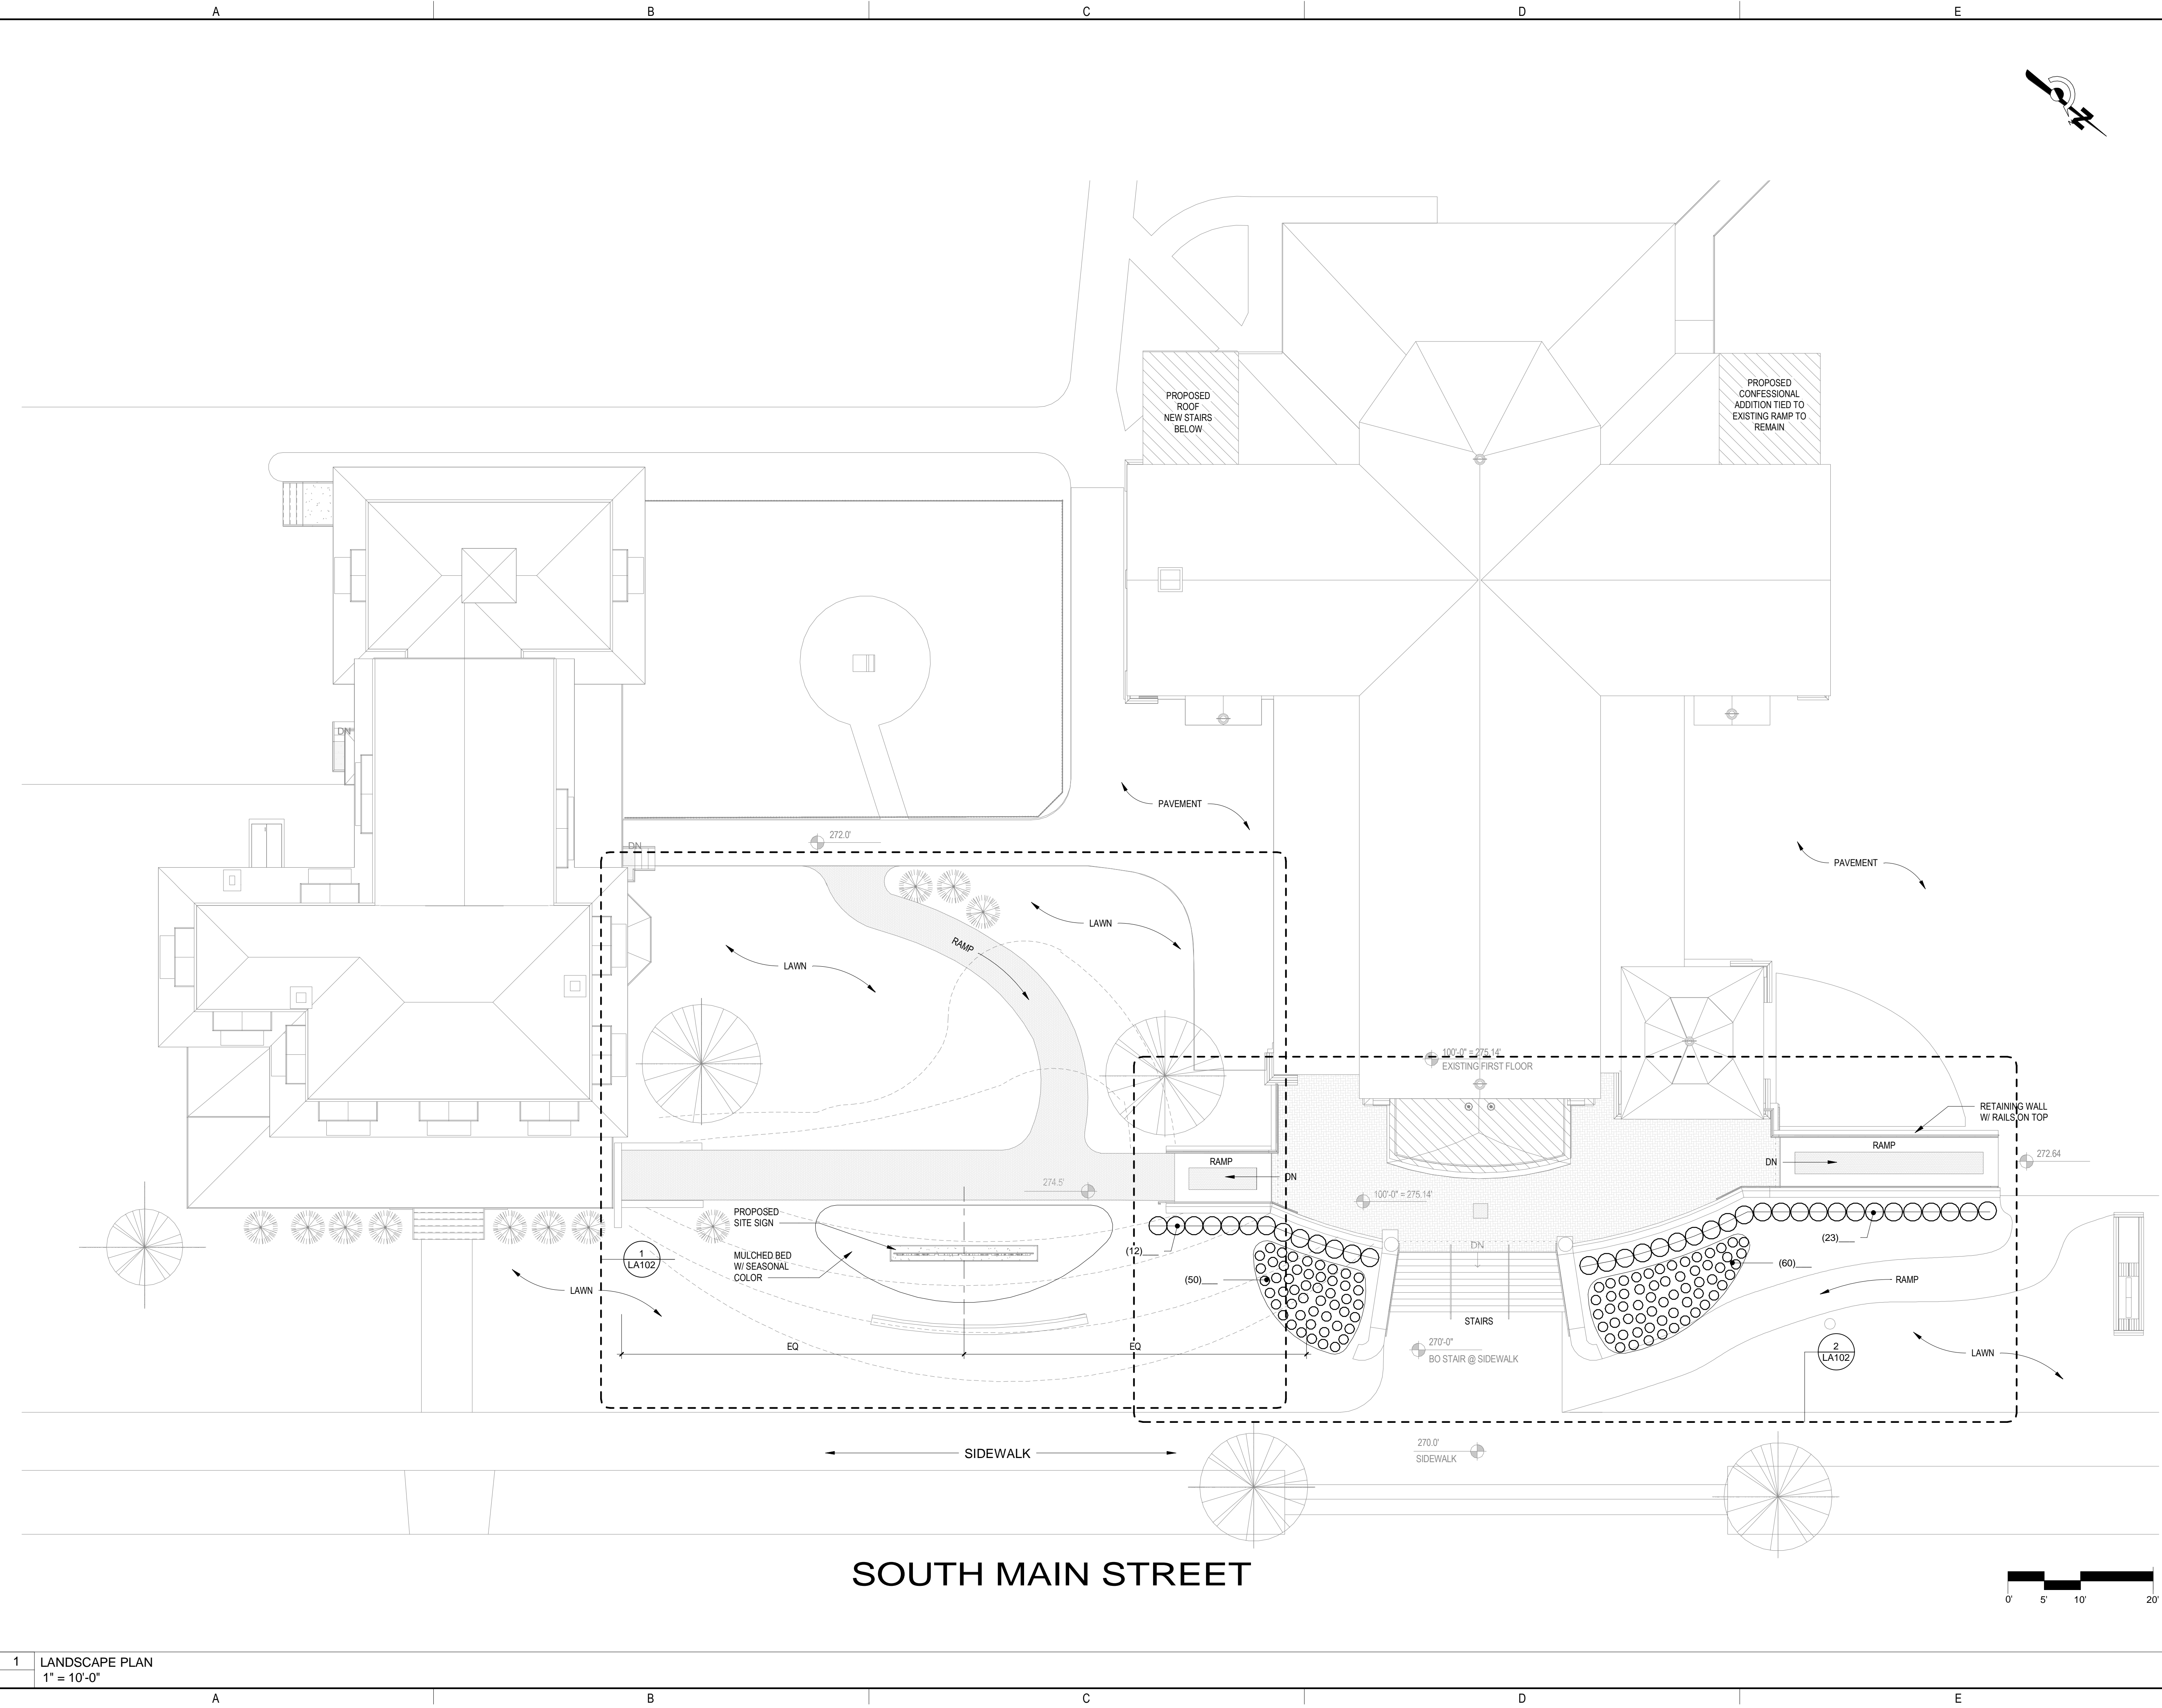 A
B
C
D
E
N
PROPOSED
ROOF
NEW STAIRS
BELOW
PROPOSED
CONFESSIONAL
ADDITION TIED TO
EXISTING RAMP TO
REMAIN
DN
PAVEMENT
272.0'
DN
PAVEMENT
LAWN
RAMP
LAWN
100'-0" = 275.14'
EXISTING FIRST FLOOR
RETAINING WALL
W/ RAILS ON TOP
RAMP
272.64
RAMP
DN
DN
274.5'
100'-0" = 275.14'
PROPOSED
SITE SIGN
(12)___
(23)___
DN
MULCHED BED
W/ SEASONAL
COLOR
1
LA102
(50)___
(60)___
RAMP
LAWN
STAIRS
EQ
EQ
270'-0"
BO STAIR @ SIDEWALK
2
LA102
LAWN
SIDEWALK
270.0'
SIDEWALK
SOUTH MAIN STREET
0'
5'
10'
20'
1
LANDSCAPE PLAN
1" = 10'-0"
A
B
C
D
E